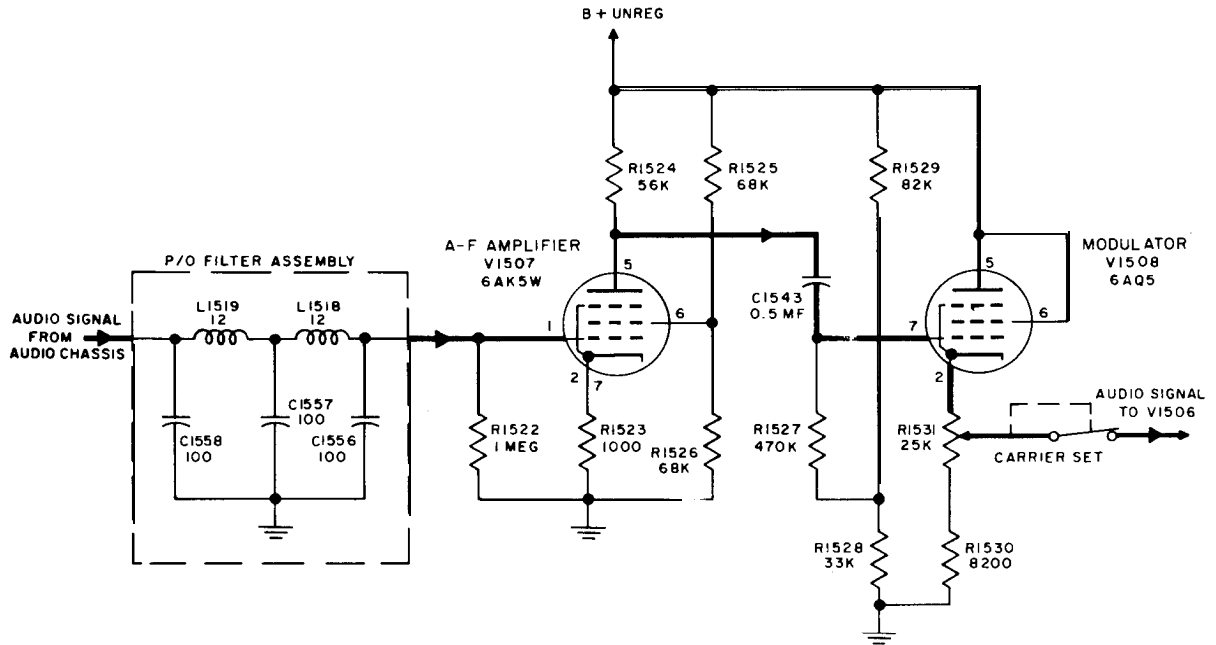 B + UNREG
R1524
56K
R1525
68K
R1529
82K
A-F AMPLIFIER
V1507
6AK5W
MODULATOR
V1508
6AQ5
P/O FILTER ASSEMBLY
5
5
C1543
0.5 MF
L1519
12
L1518
12
AUDIO SIGNAL
FROM
AUDIO CHASSIS
1
6
7
6
2
7
2
C1558
100
C1557
100
C1556
100
R1522
1 MEG
R1523
1000
R1526
68K
R1527
470K
R1531
25K
AUDIO SIGNAL
TO V1506
CARRIER SET
R1528
33K
R1530
8200